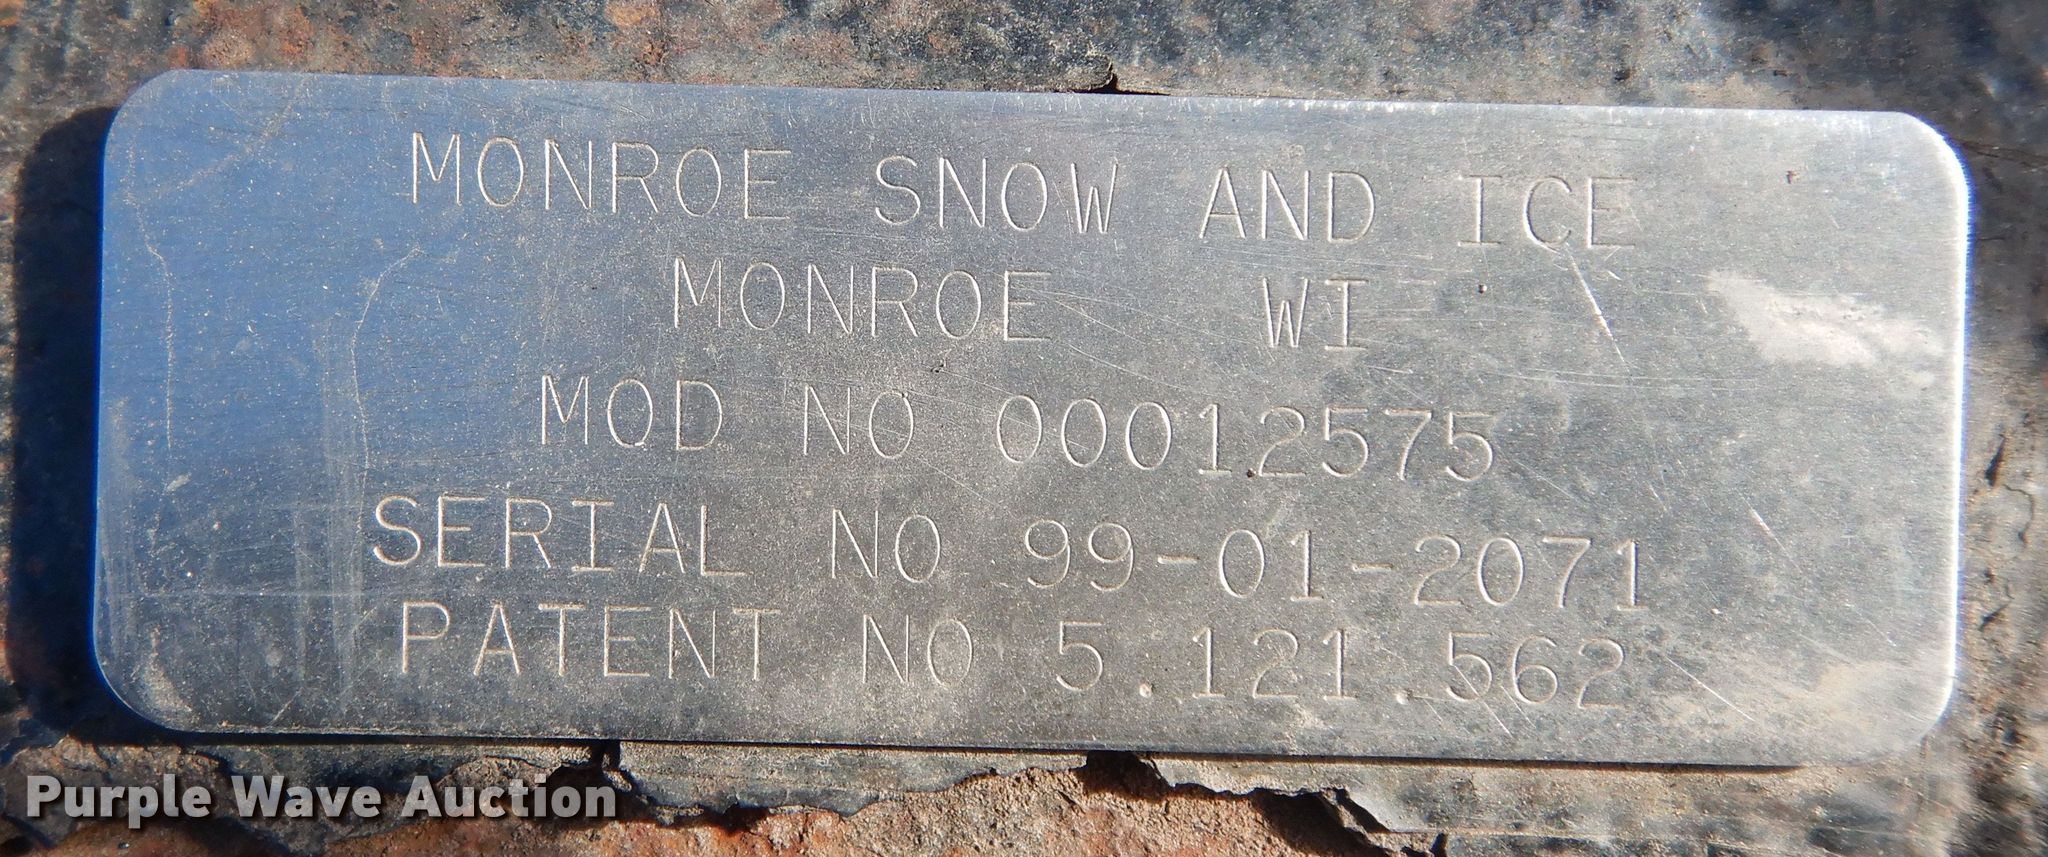 MONROE SNOW AND ICE
MONROE WI
MOD NO 00012575
SERIAL NO 99-01-2071
PATENT NO 5.121.562
Purple Wave Auction